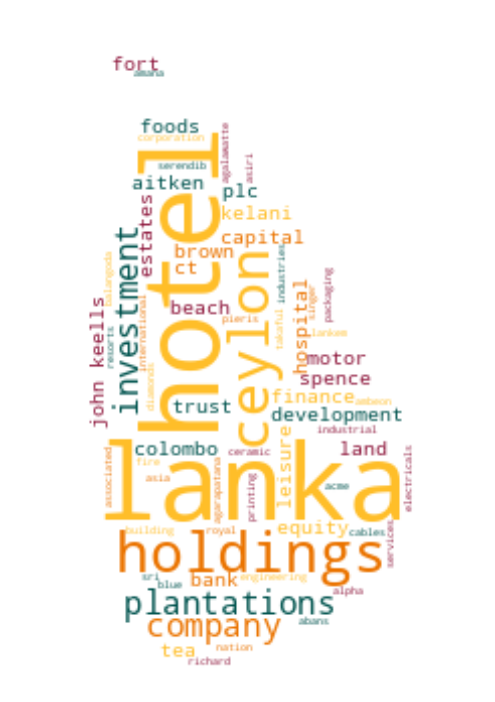 fort
amana
foods
corporation
agalawatte
serendib
asiri
aitken
plc
estates
kelani
hotel
capital
investment
brown
ct
ceylon
industries
balangoda
packaging
hospital
singer
international
beach
john keells
resorts
pieris
takaful
lankem
motor
diamonds
spence
finance
ambeon
trust
development
industrial
colombo
ceramic
land
leisure
lanka
associated
fire
asia
agarapatana
printing
acme
electricals
building
royal
equity
cables
services
holdings
sri
blue
bank
engineering
alpha
plantations
company
abans
tea
nation
richard